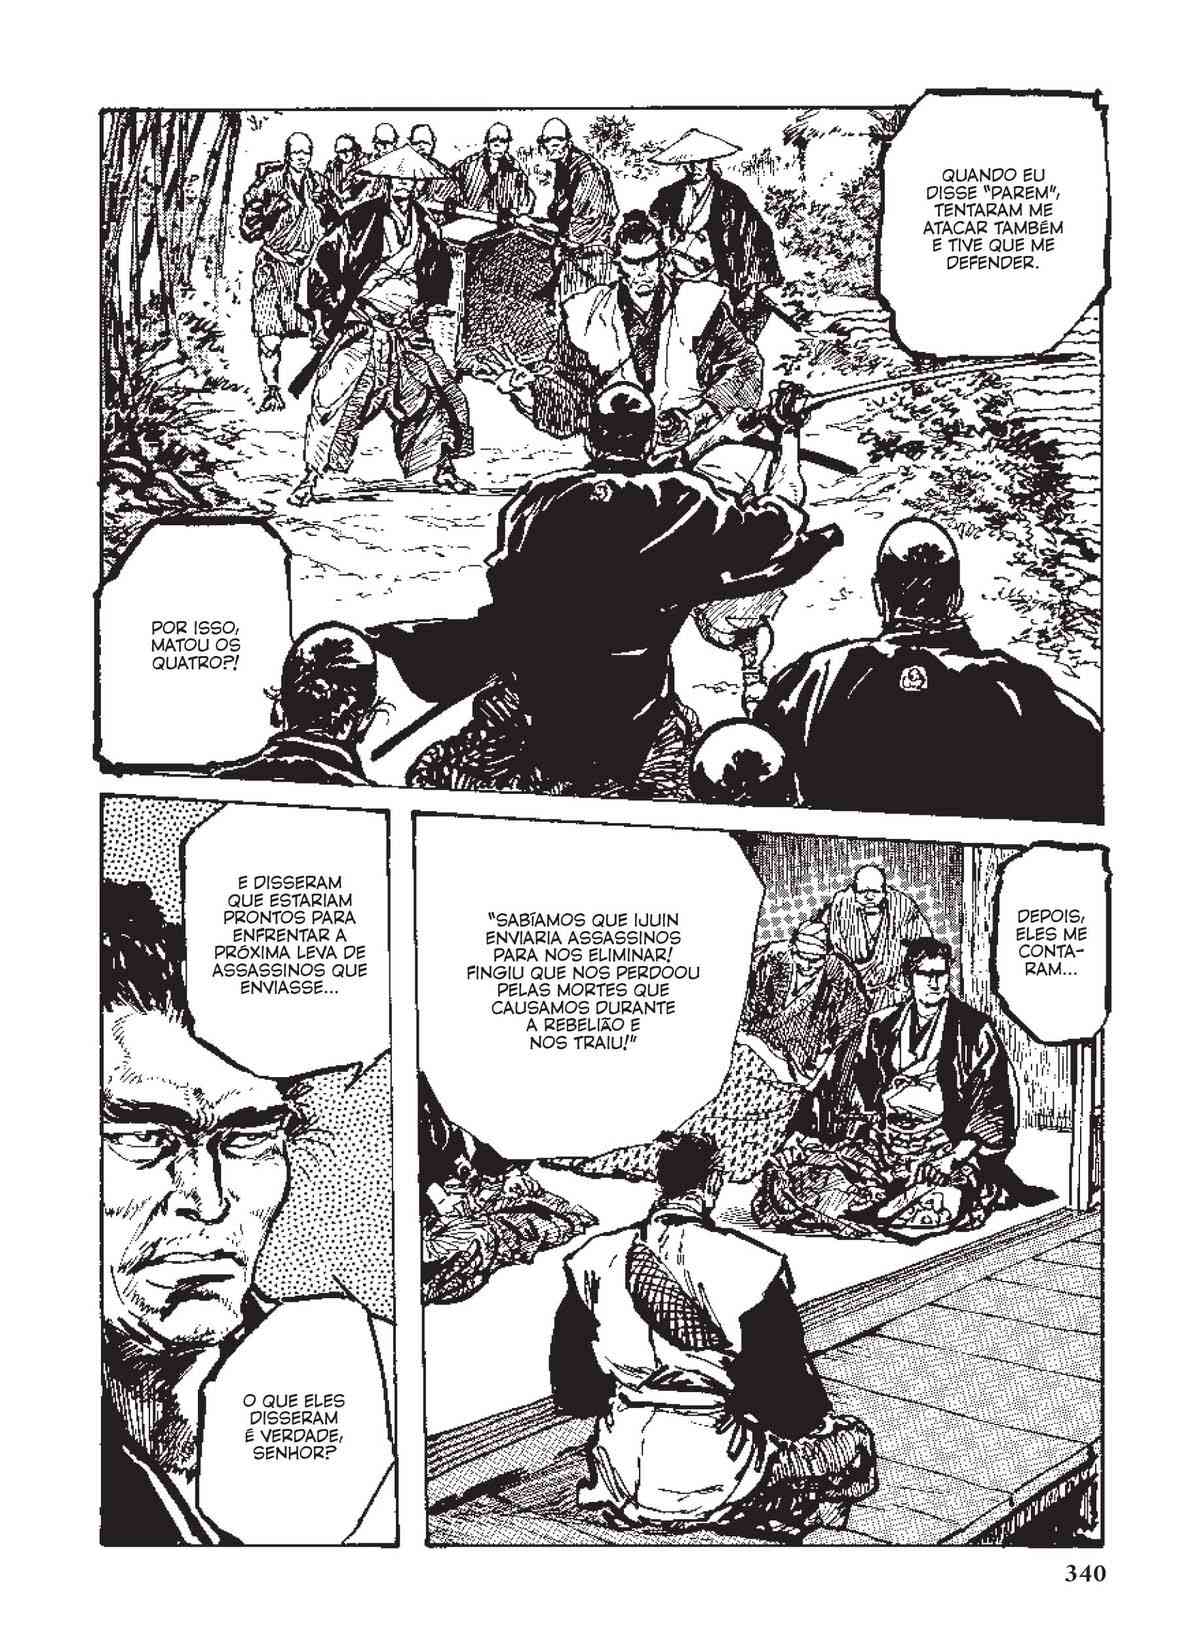 QUANDO EU
DISSE "PAREM",
TENTARAM ME
ATACAR TAMBÉM
E TIVE QUE ME
DEFENDER.
POR ISSO,
MATOU OS
QUATRO?!
DEPOIS,
ELES ME
CONTA-
RAM...
"SABÍAMOS QUE IJUIN
ENVIARIA ASSASSINOS
PARA NOS ELIMINAR!
FINGIU QUE NOS PERDOOU
PELAS MORTES QUE
CAUSAMOS DURANTE
A REBELIÃO E
NOS TRAIU!"
E DISSERAM
QUE ESTARIAM
PRONTOS PARA
ENFRENTAR A
PRÓXIMA LEVA DE
ASSASSINOS QUE
ENVIASSE...
O QUE ELES
DISSERAM
É VERDADE,
SENHOR?
340